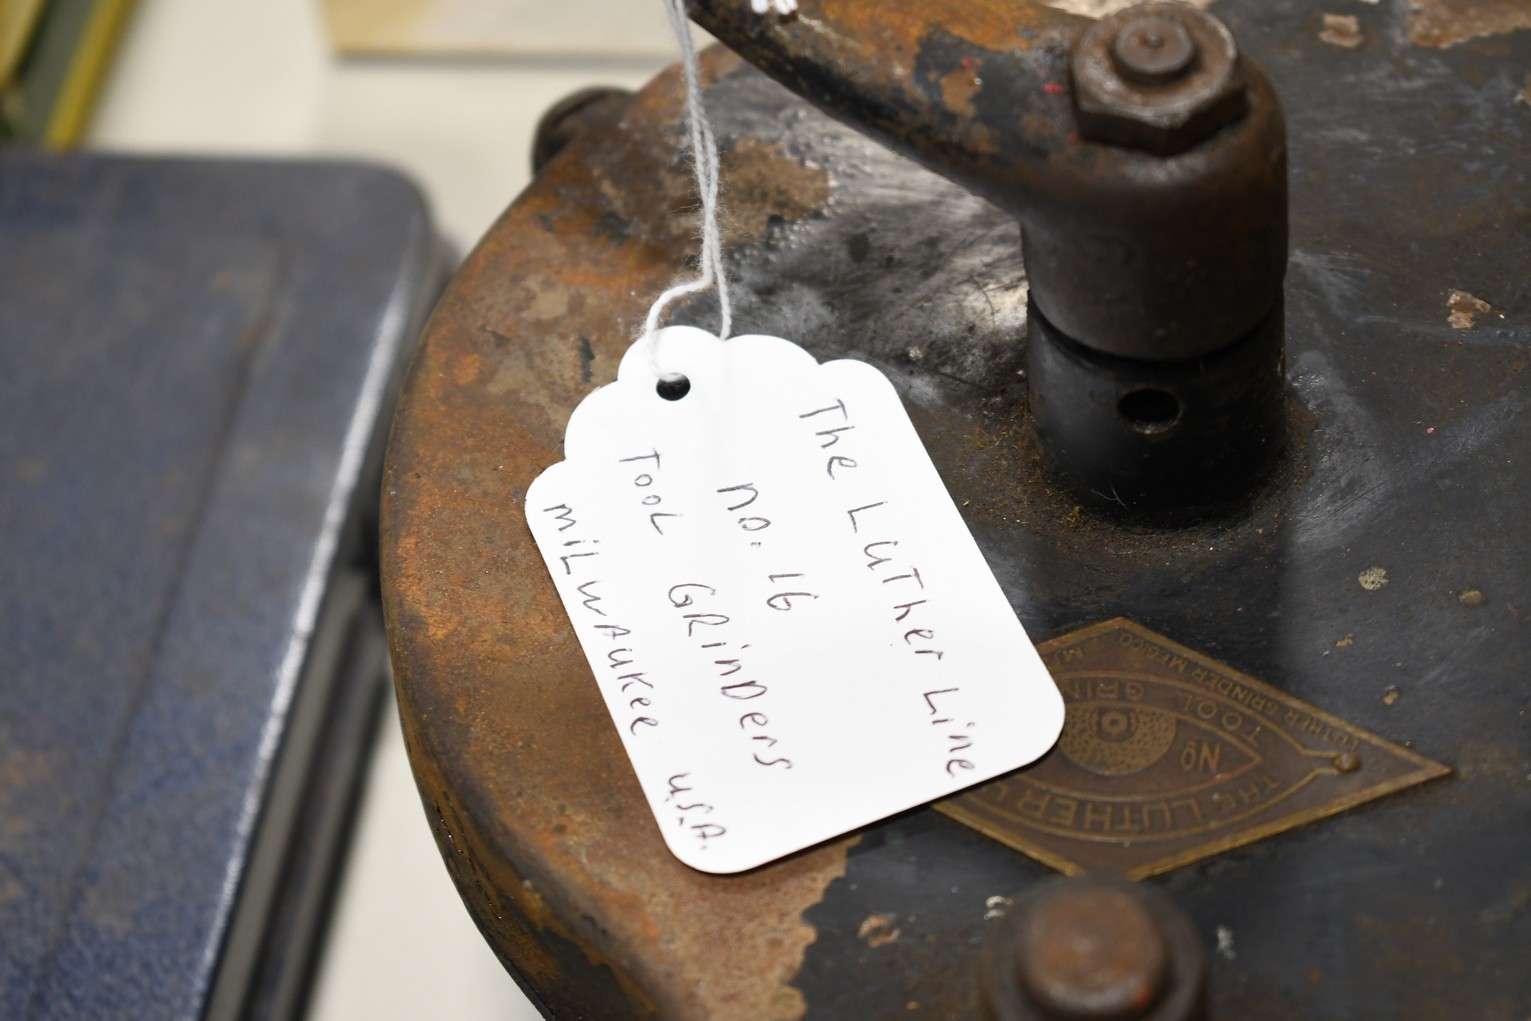 The LuTher Line
no. 16
TooL GRinDers
miLwAukee u.s.A.
THE LUTHER
No
TOOL GRIN
LUTHER GRINDER MFG CO